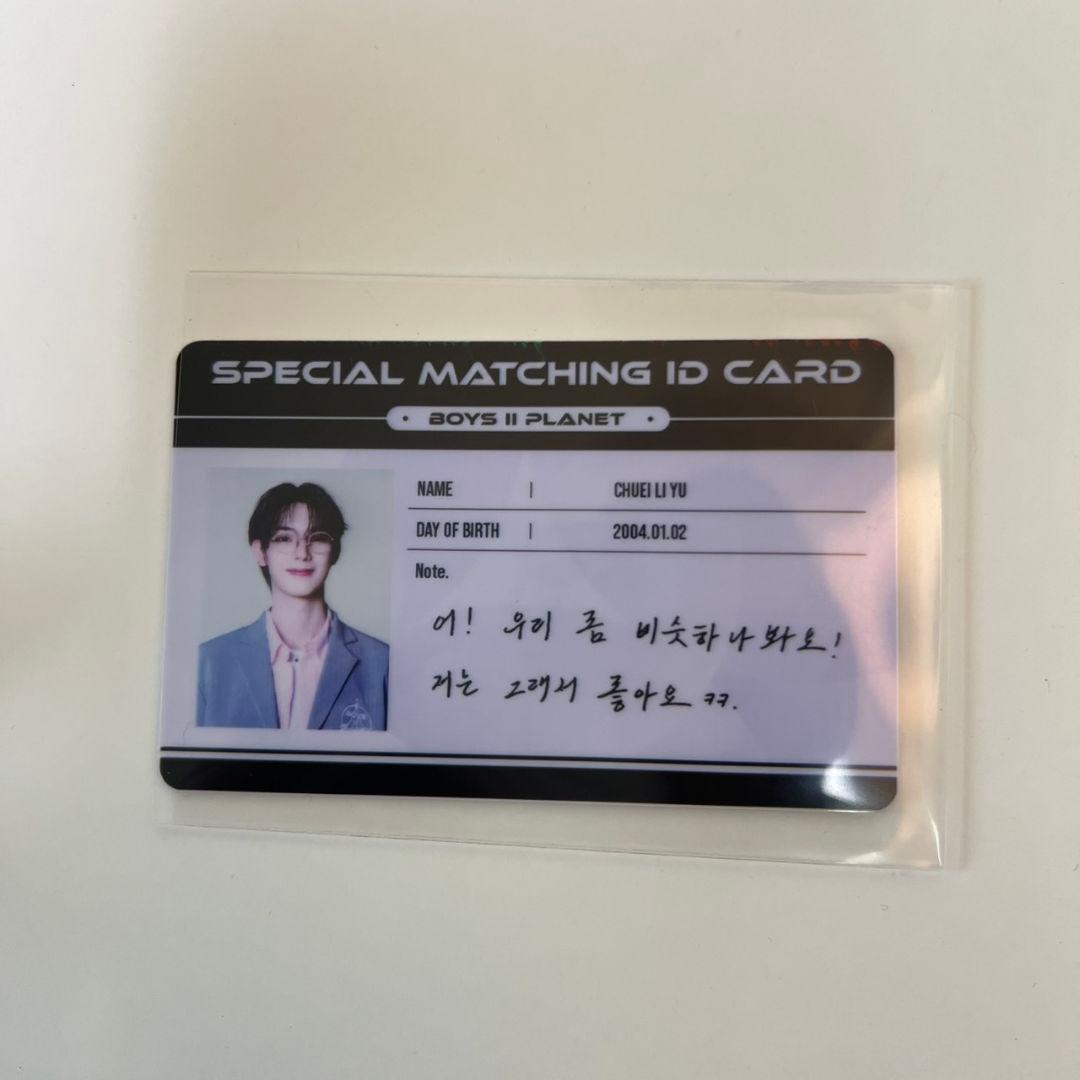 SPECIAL MATCHING ID CARD
• BOYS II PLANET •
NAME | CHUEI LI YU
DAY OF BIRTH | 2004.01.02
Note.
어! 우리 좀 비슷하나봐요!
저는 그래서 좋아요 ㅋㅋ.